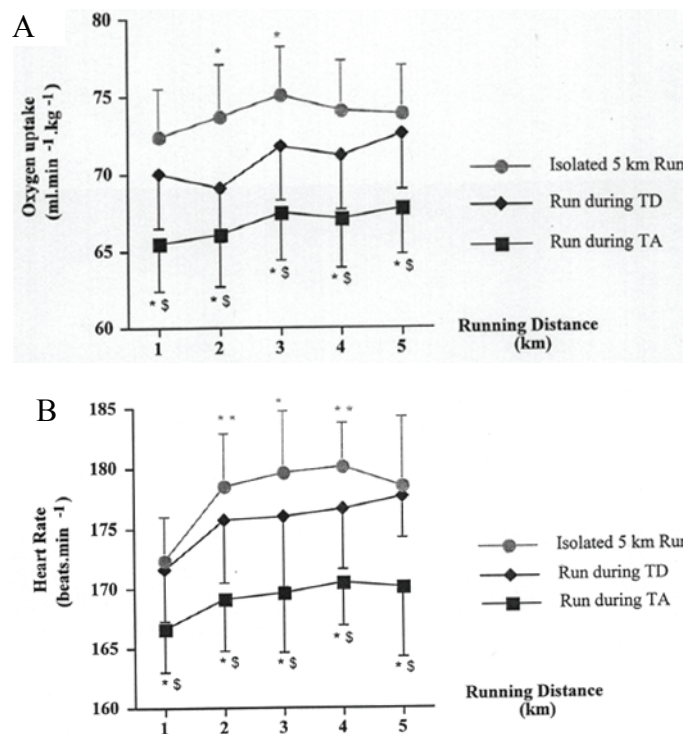 A
80
75
70
65
60
Oxygen uptake
(ml.min -1.kg -1)
* *
* $ * $ * $ * $ * $
1 2 3 4 5
Isolated 5 km Run
Run during TD
Run during TA
Running Distance
(km)
B
185
180
175
170
165
160
Heart Rate
(beats.min -1)
* * * * *
* $ * $ * $ * $ * $
1 2 3 4 5
Isolated 5 km Run
Run during TD
Run during TA
Running Distance
(km)